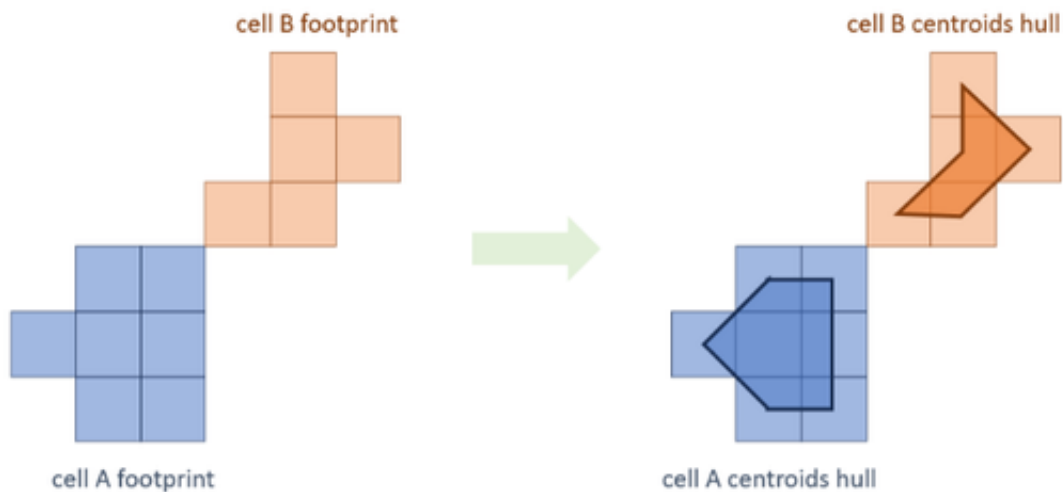 cell B footprint
cell B centroids hull
cell A footprint
cell A centroids hull